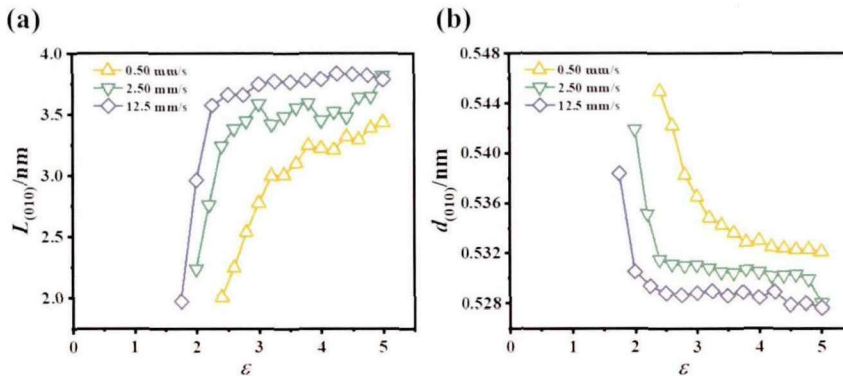 (a)
4.0
3.5
3.0
2.5
2.0
L(010)/nm
0.50 mm/s
2.50 mm/s
12.5 mm/s
0 1 2 3 4 5
ε
(b)
0.548
0.544
0.540
0.536
0.532
0.528
d(010)/nm
0.50 mm/s
2.50 mm/s
12.5 mm/s
0 1 2 3 4 5
ε